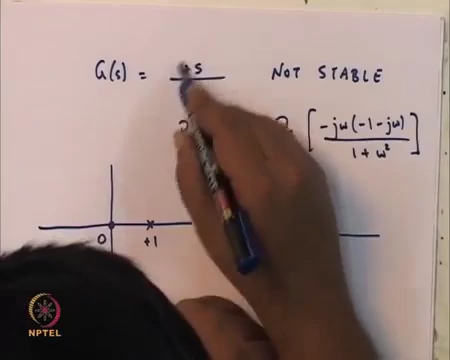 G(s) = -s NOT STABLE
[ -jω(-1-jω) / 1 + ω² ]
0 +1
NPTEL